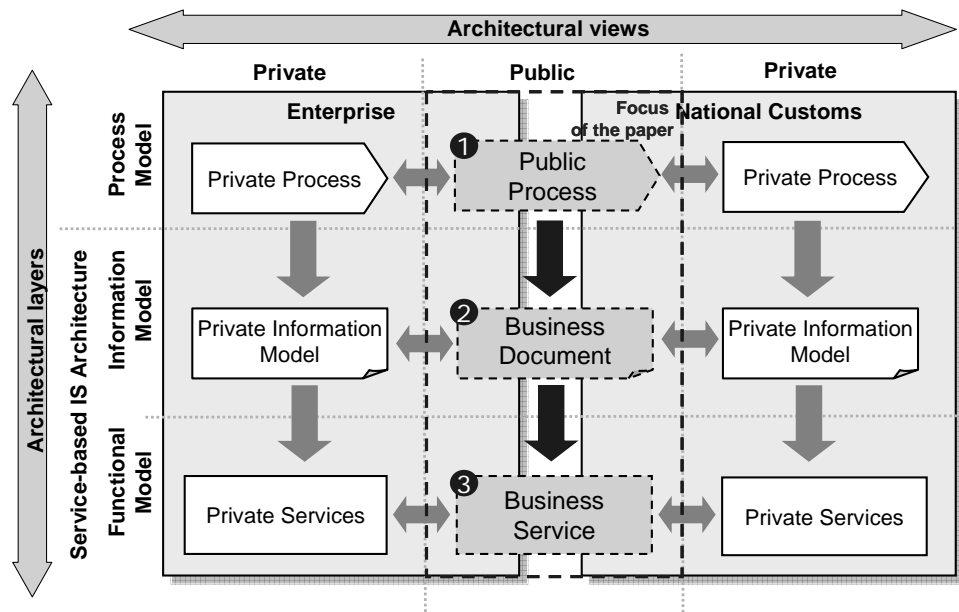 Architectural views
Private
Public
Private
Enterprise
Focus
of the paper
National Customs
Architectural layers
Service-based IS Architecture
Process
Model
Private Process
1
Public
Process
Private Process
Information
Model
Private Information
Model
2
Business
Document
Private Information
Model
Functional
Model
Private Services
3
Business
Service
Private Services